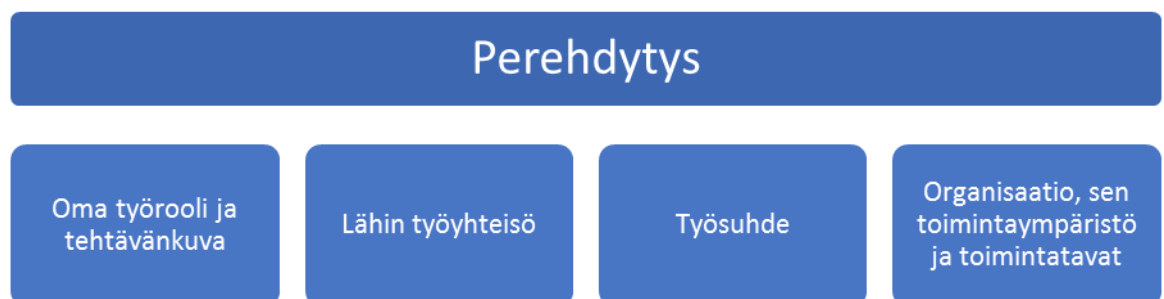 Perehdytys
Oma työrooli ja
tehtävänkuva
Lähin työyhteisö
Työsuhde
Organisaatio, sen
toimintaympäristö
ja toimintatavat